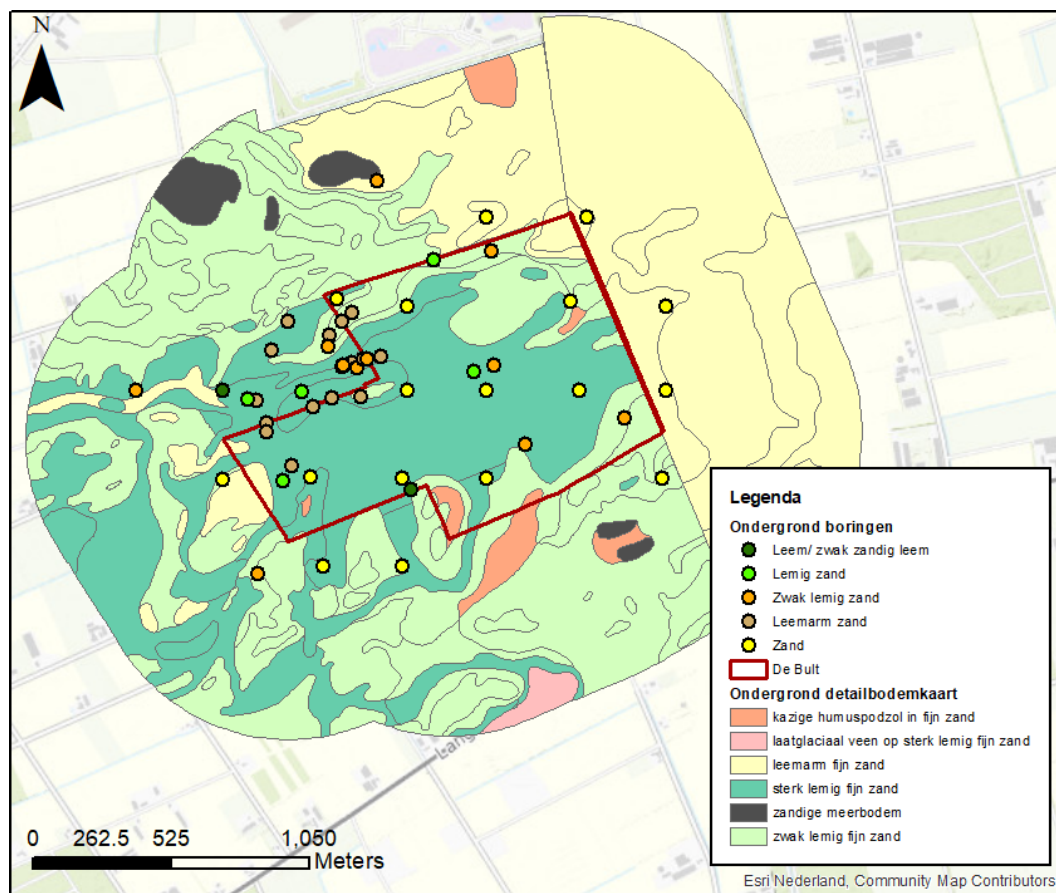 N
Lang
Legenda
Ondergrond boringen
Leem/ zwak zandig leem
Lemig zand
Zwak lemig zand
Leemarm zand
Zand
De Bult
Ondergrond detailbodemkaart
kazige humuspodzol in fijn zand
laatglaciaal veen op sterk lemig fijn zand
leemarm fijn zand
sterk lemig fijn zand
zandige meerbodem
zwak lemig fijn zand
0 262.5 525 1,050
Meters
Esri Nederland, Community Map Contributors